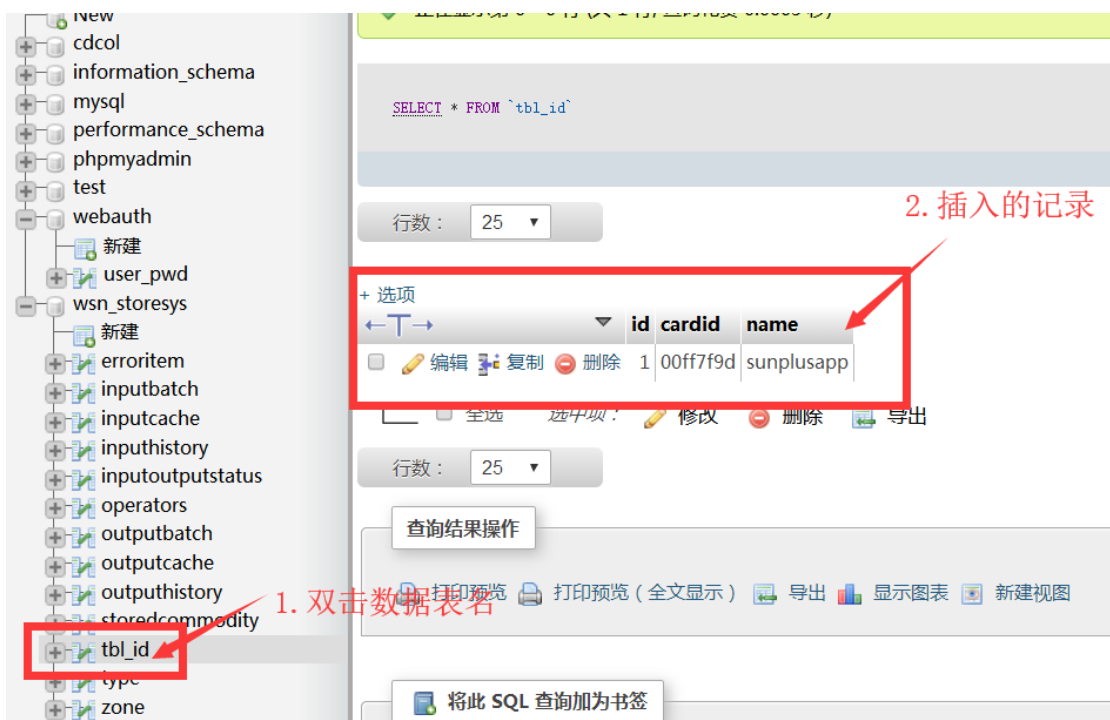 New
cdcol
information_schema
mysql
performance_schema
phpmyadmin
test
webauth
新建
user_pwd
wsn_storesys
新建
erroritem
inputbatch
inputcache
inputhistory
inputoutputstatus
operators
outputbatch
outputcache
outputhistory
storedcommodity
tbl_id
type
zone
SELECT * FROM `tbl_id`
行数： 25
2.插入的记录
+ 选项
←T→ id cardid name
编辑 复制 删除 1 00ff7f9d sunplusapp
全选 选中项： 修改 删除 导出
行数： 25
查询结果操作
打印预览 打印预览（全文显示） 导出 显示图表 新建视图
1.双击数据表名
将此 SQL 查询加为书签